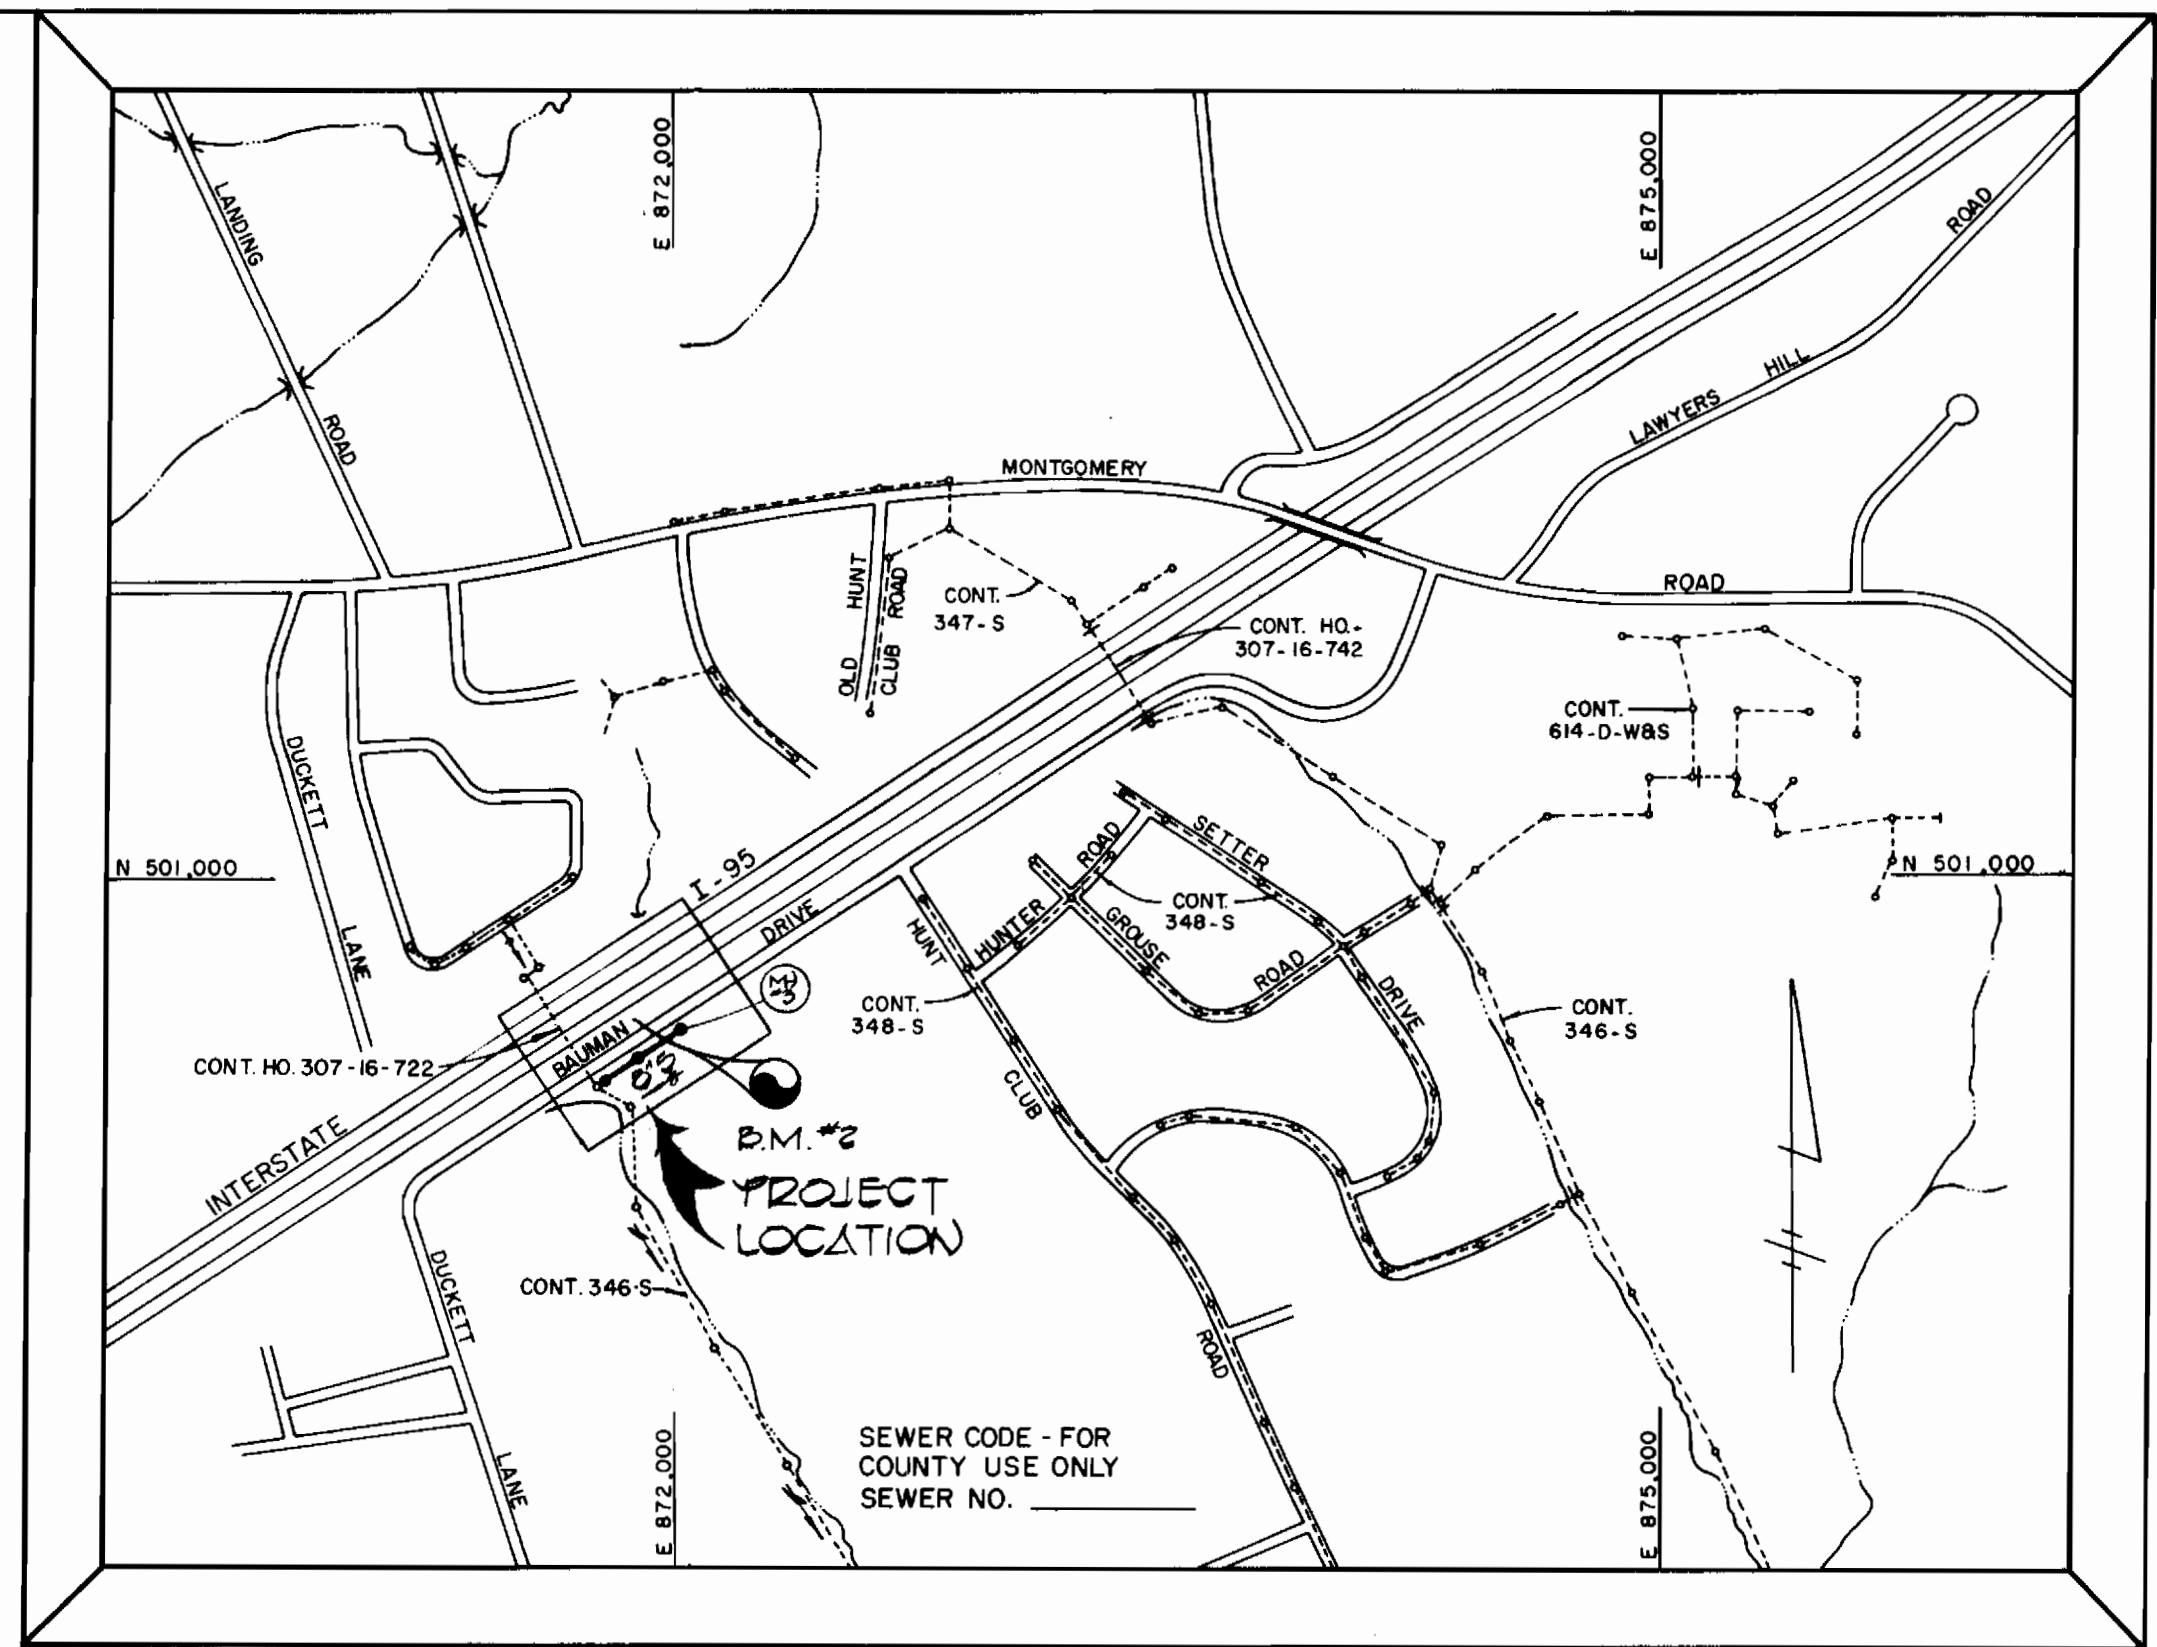 E 872,000
E 875,000
LANDING
ROAD
ROAD
LAWYERS HILL
MONTGOMERY
ROAD
OLD HUNT
CLUB ROAD
CONT.
347-S
CONT. HO.-
307-16-742
CONT.
614-D-W&S
DUCKETT
LANE
N 501,000
N 501,000
I-95
DRIVE
BAUMAN
HUNT
CLUB
ROAD
HUNTER
ROAD
SETTER
DRIVE
GROUSE
ROAD
CONT.
348-S
CONT.
348-S
CONT.
346-S
MH
#3
8"S
CONT. HO. 307-16-722
INTERSTATE
B.M. #2
PROJECT
LOCATION
CONT. 346-S
DUCKETT
LANE
SEWER CODE - FOR
COUNTY USE ONLY
SEWER NO.
E 872,000
E 875,000